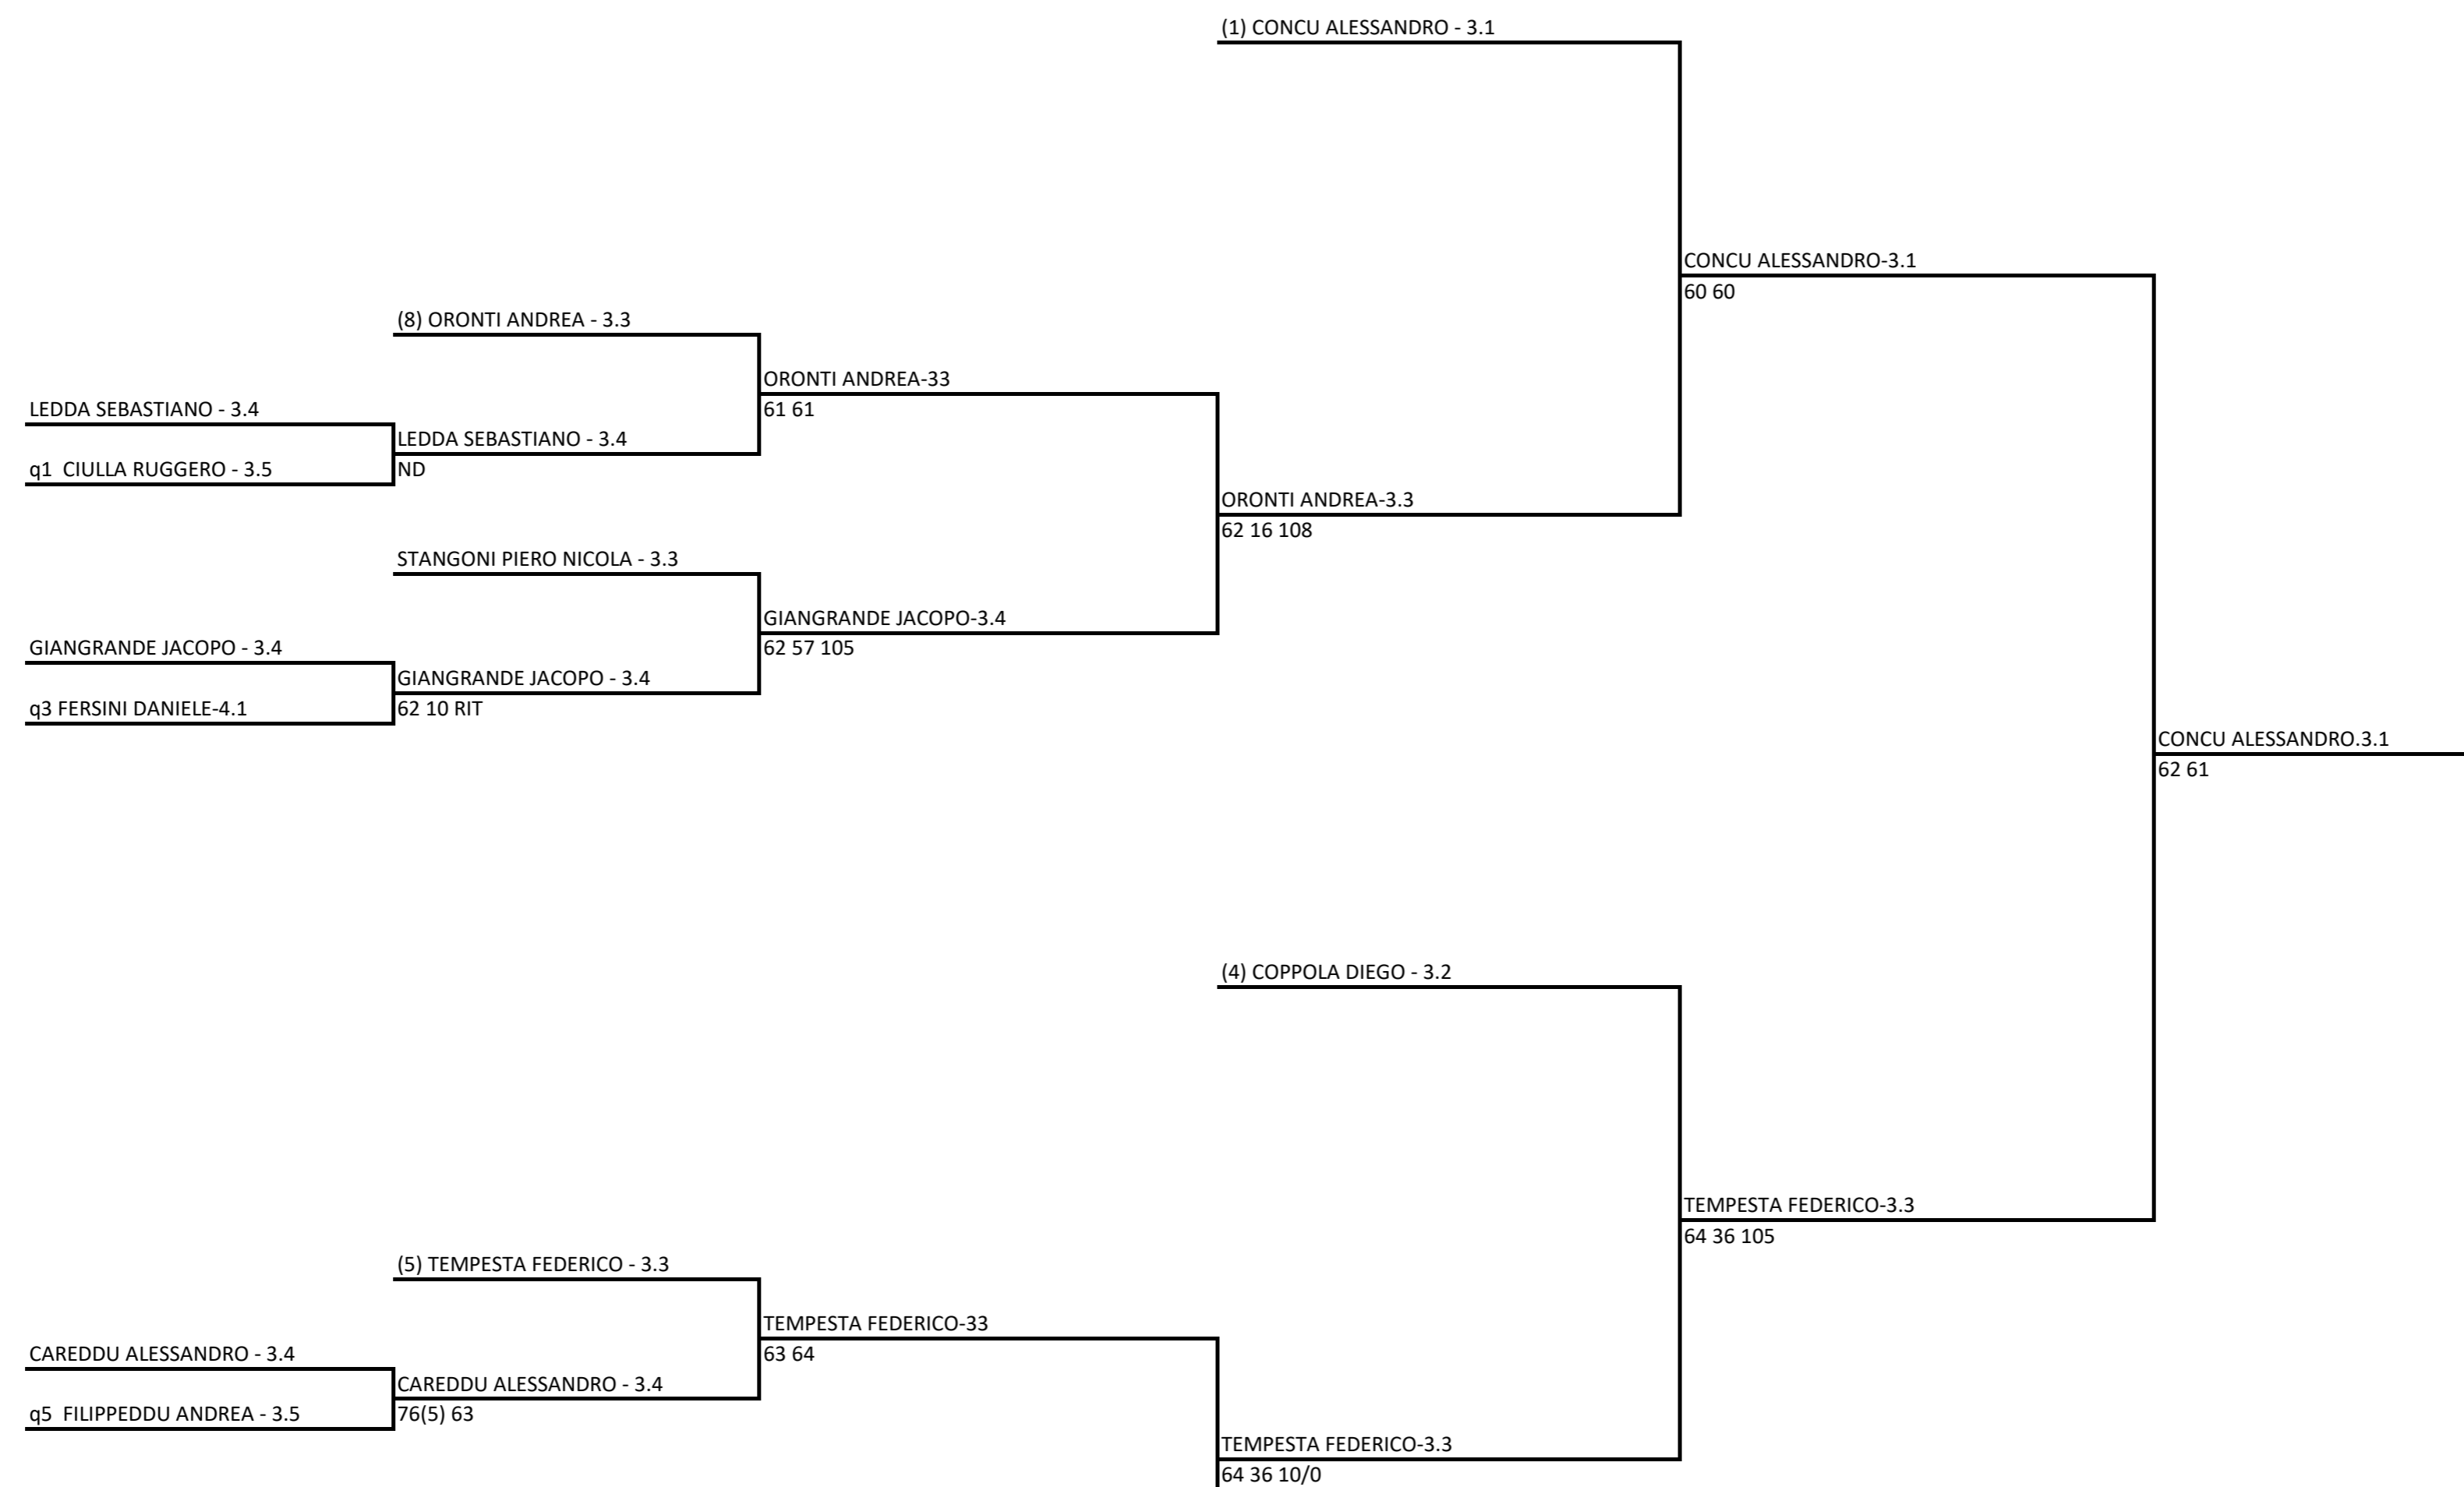 (1) CONCU ALESSANDRO - 3.1
CONCU ALESSANDRO-3.1
60 60
(8) ORONTI ANDREA - 3.3
ORONTI ANDREA-33
61 61
LEDDA SEBASTIANO - 3.4
LEDDA SEBASTIANO - 3.4
ND
q1  CIULLA RUGGERO - 3.5
ORONTI ANDREA-3.3
62 16 108
STANGONI PIERO NICOLA - 3.3
GIANGRANDE JACOPO-3.4
62 57 105
GIANGRANDE JACOPO - 3.4
GIANGRANDE JACOPO - 3.4
62 10 RIT
q3 FERSINI DANIELE-4.1
CONCU ALESSANDRO.3.1
62 61
(4) COPPOLA DIEGO - 3.2
TEMPESTA FEDERICO-3.3
64 36 105
(5) TEMPESTA FEDERICO - 3.3
TEMPESTA FEDERICO-33
63 64
CAREDDU ALESSANDRO - 3.4
CAREDDU ALESSANDRO - 3.4
76(5) 63
q5  FILIPPEDDU ANDREA - 3.5
TEMPESTA FEDERICO-3.3
64 36 10/0